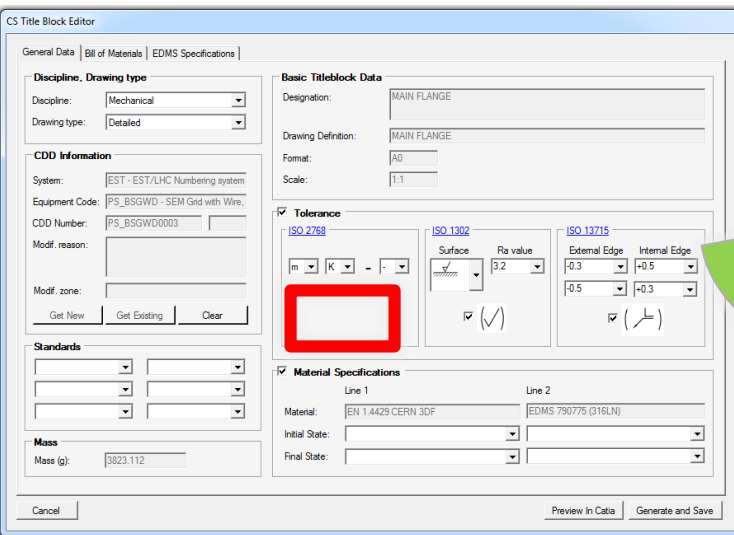 CS Title Block Editor
General Data
Bill of Materials
EDMS Specifications
Discipline, Drawing type
Discipline:
Mechanical
Drawing type:
Detailed
CDD Information
System:
EST - EST/LHC Numbering system
Equipment Code:
PS_BSGWD - SEM Grid with Wire,
CDD Number:
PS_BSGWD0003
Modif. reason:
Modif. zone:
Get New
Get Existing
Clear
Standards
Mass
Mass (g):
3823.112
Basic Titleblock Data
Designation:
MAIN FLANGE
Drawing Definition:
MAIN FLANGE
Format:
A0
Scale:
1:1
Tolerance
ISO 2768
m
K
-
-
ISO 1302
Surface
Ra value
3.2
ISO 13715
External Edge
Internal Edge
-0.3
+0.5
-0.5
+0.3
Material Specifications
Line 1
Line 2
Material:
EN 1.4429 CERN 3DF
EDMS 790775 (316LN)
Initial State:
Final State:
Cancel
Preview In Catia
Generate and Save